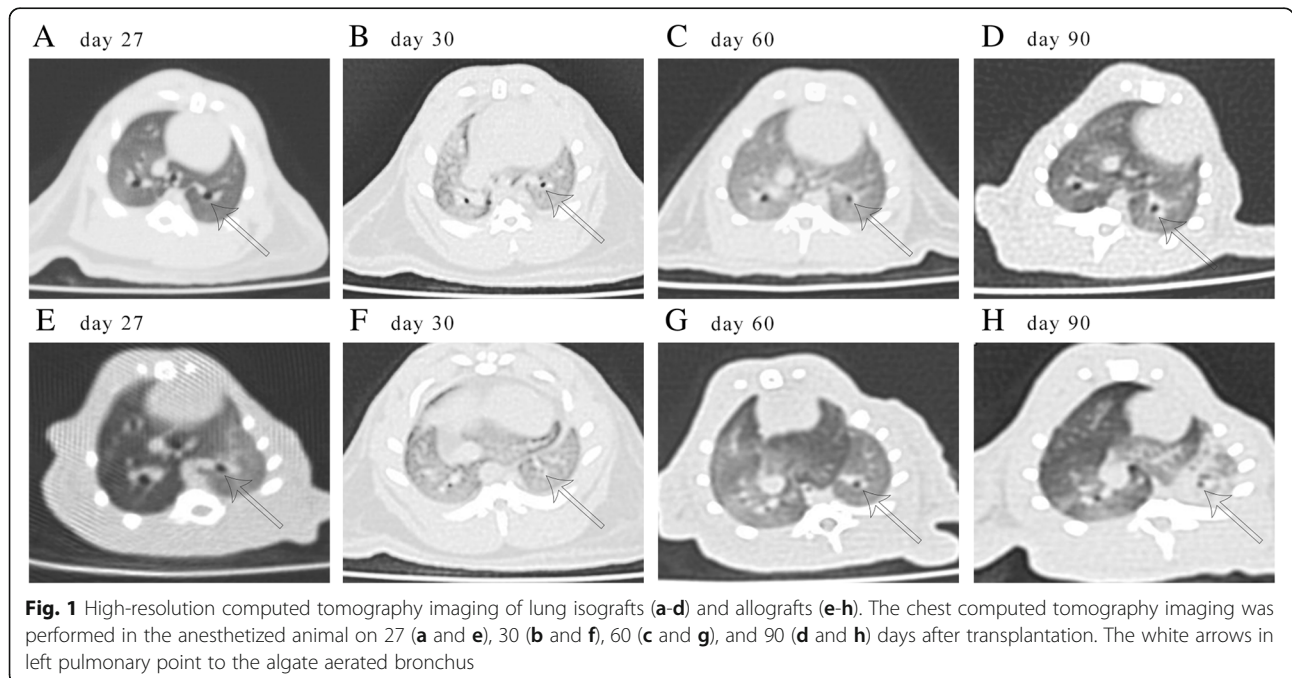 A day 27 B day 30 C day 60 D day 90
E day 27 F day 30 G day 60 H day 90
Fig. 1 High-resolution computed tomography imaging of lung isografts (a-d) and allografts (e-h). The chest computed tomography imaging was
performed in the anesthetized animal on 27 (a and e), 30 (b and f), 60 (c and g), and 90 (d and h) days after transplantation. The white arrows in
left pulmonary point to the algate aerated bronchus